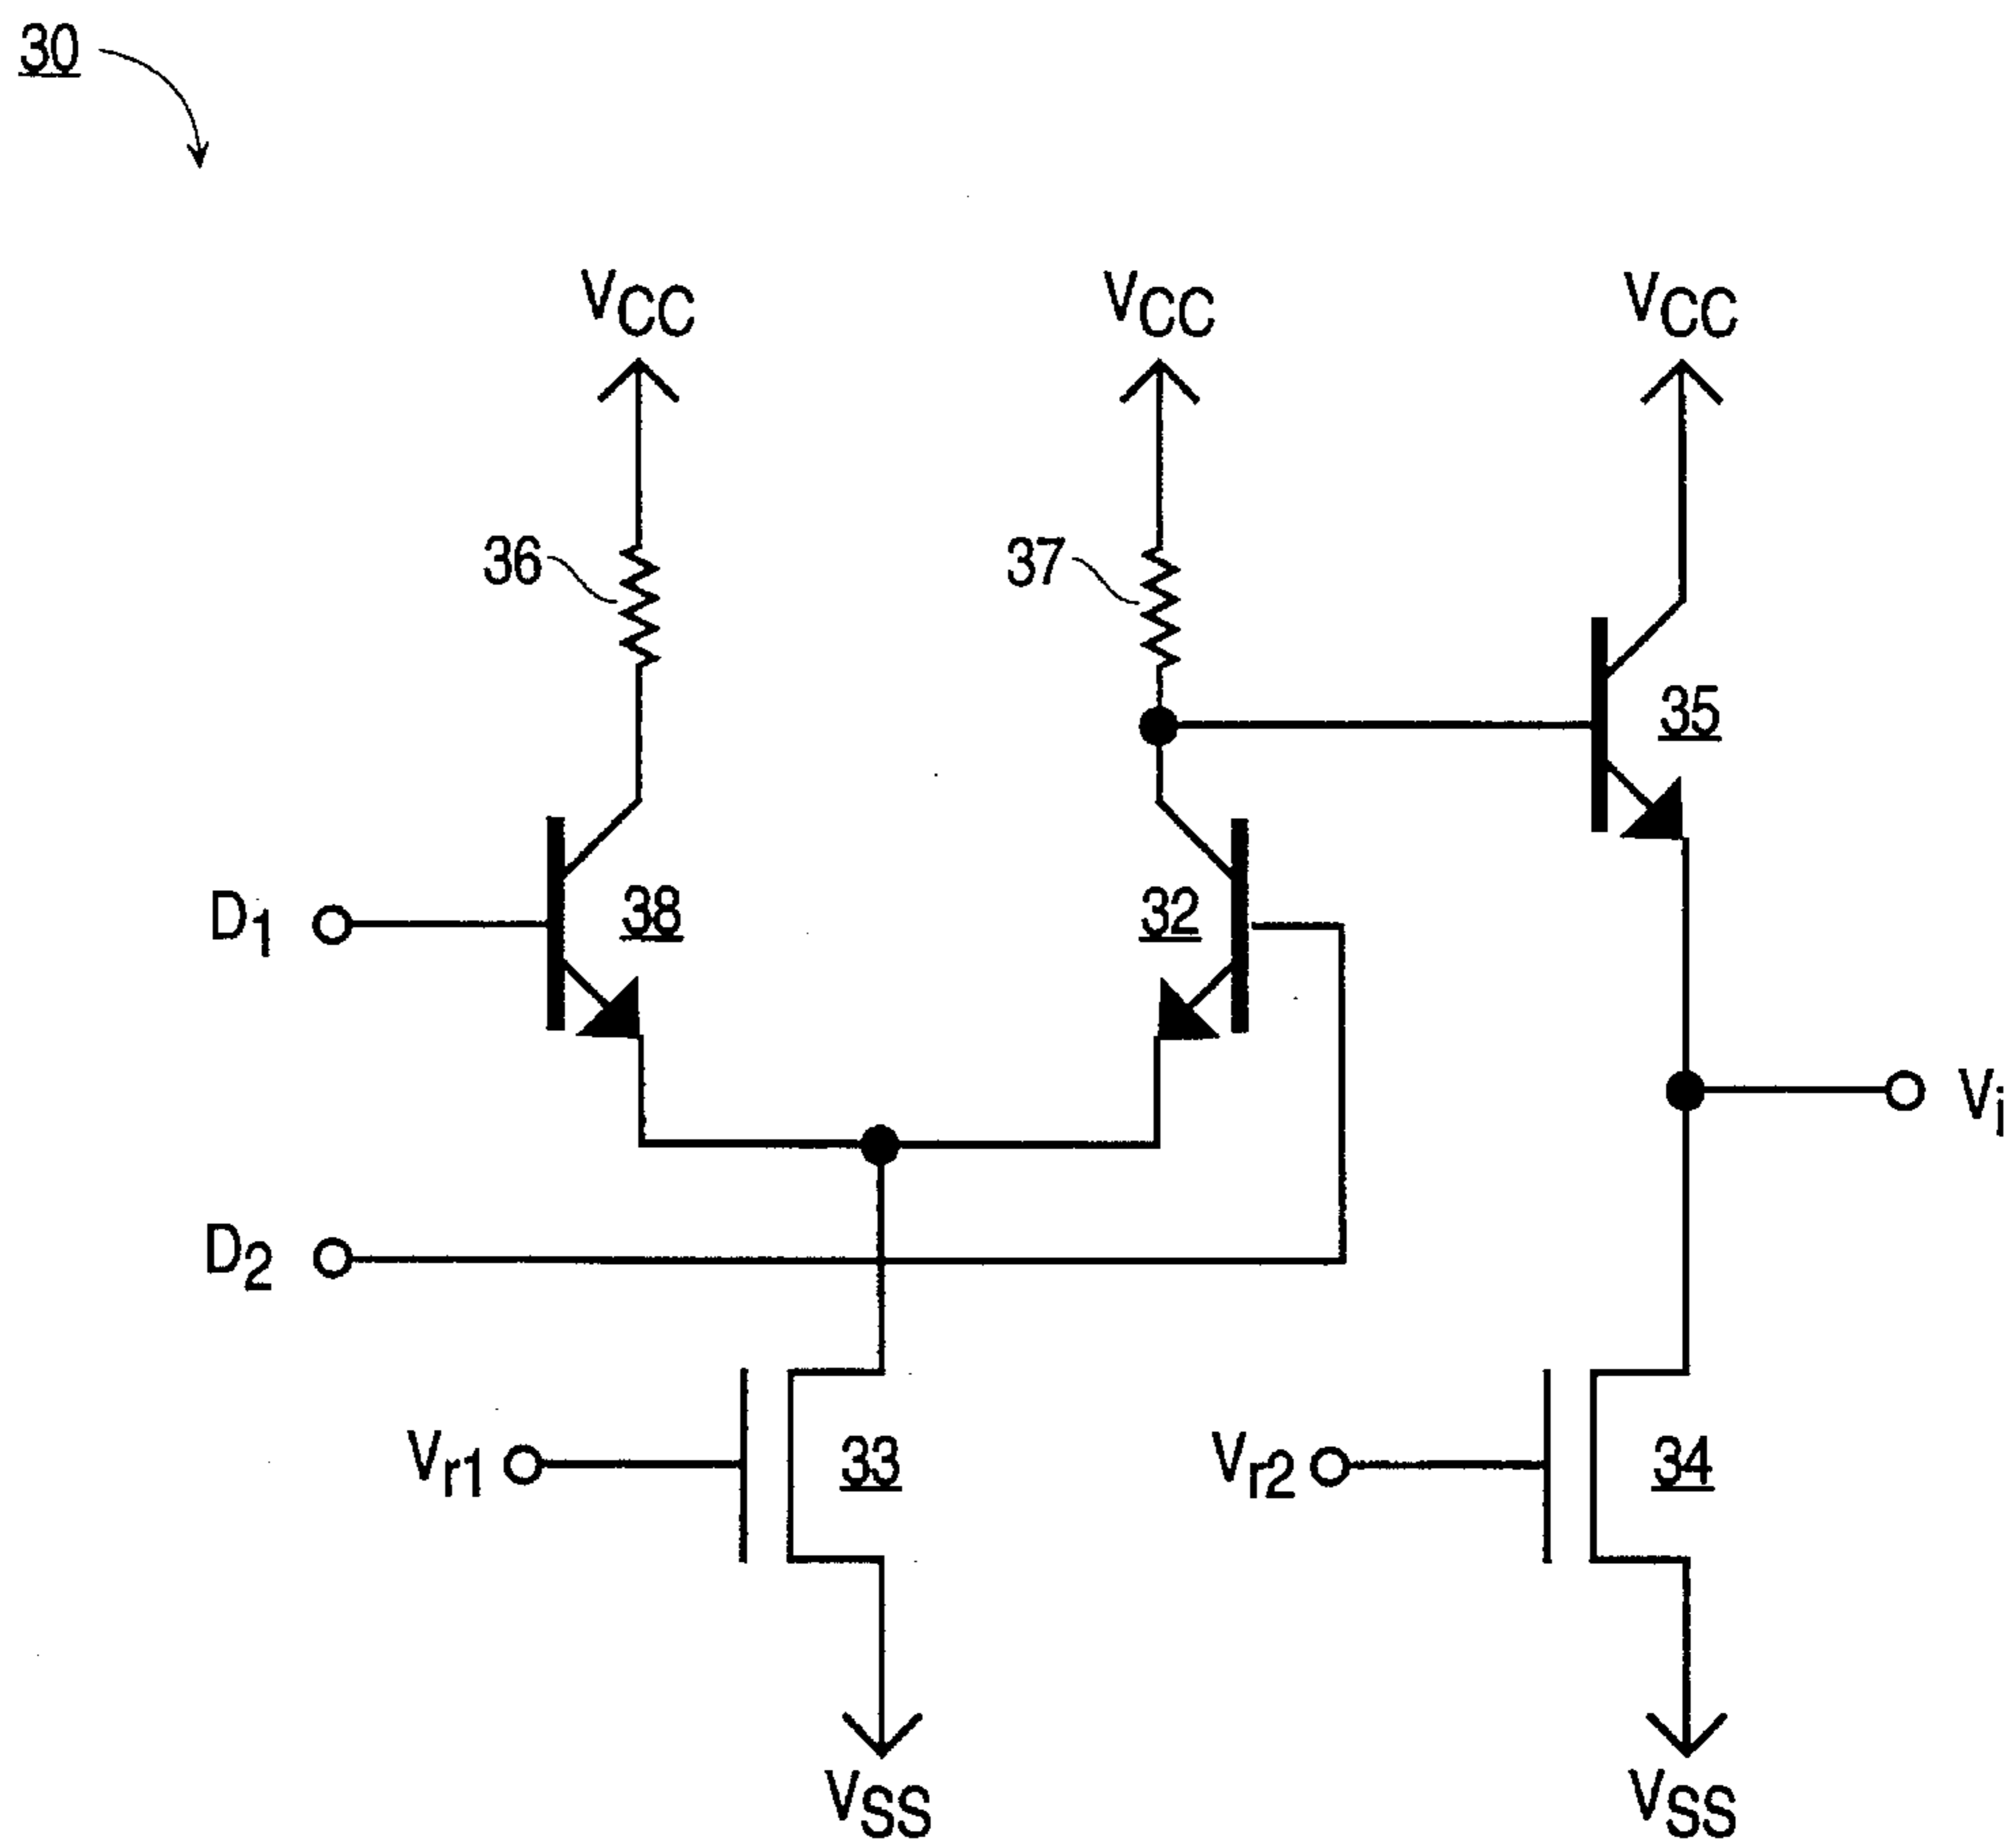 30
VCC VCC VCC
36 37
35
D1 38 32
Vi
D2
Vr1 33 Vr2 34
VSS VSS